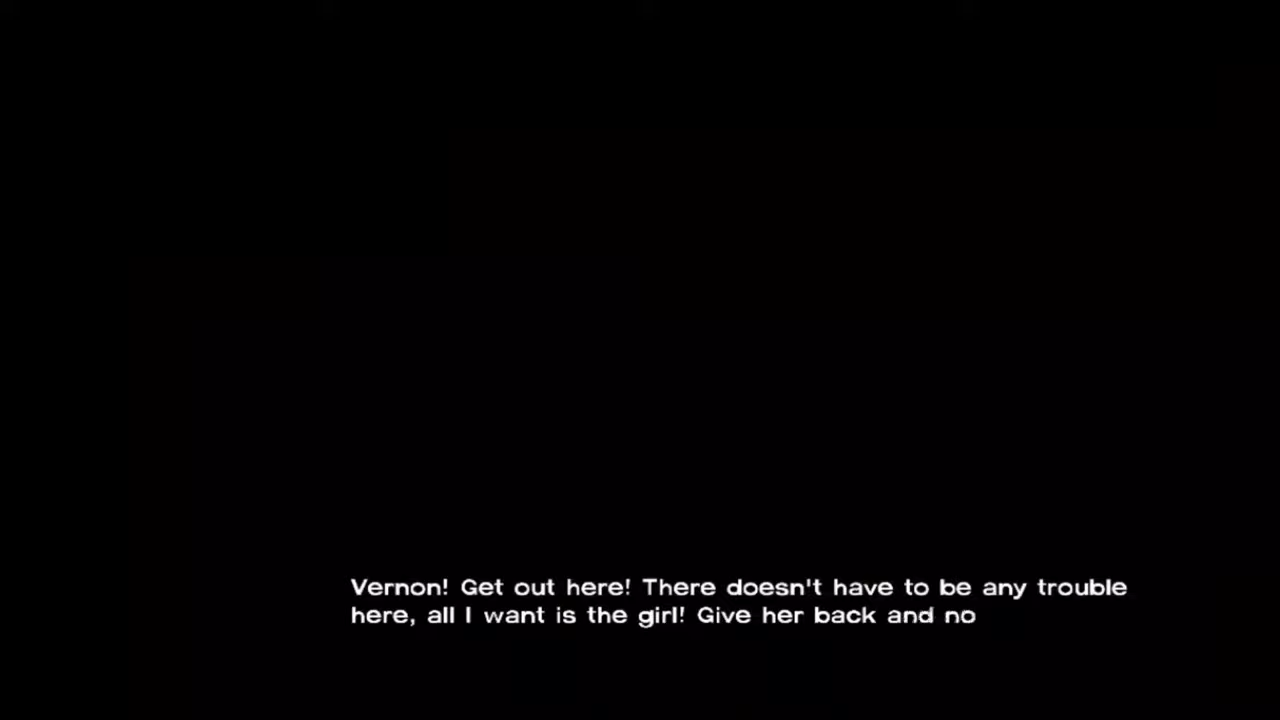 Vernon! Get out here! There doesn't have to be any trouble
here, all I want is the girl! Give her back and no